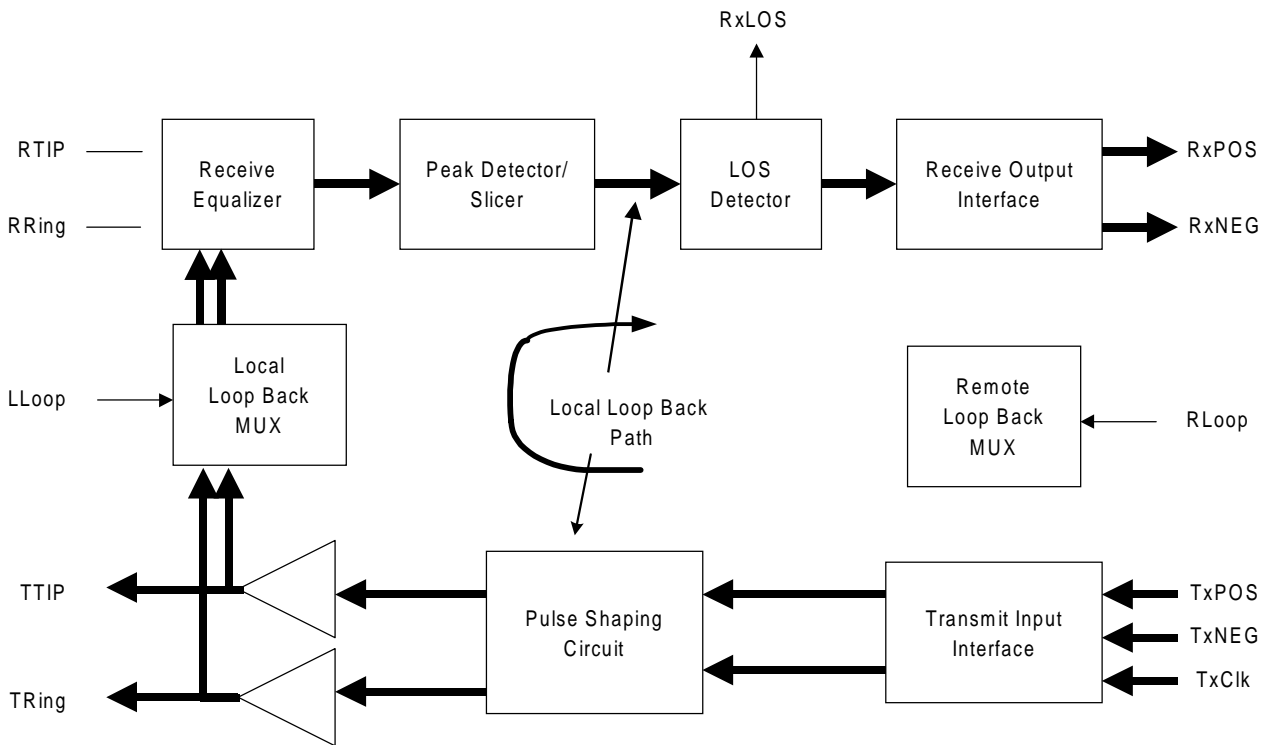 RxLOS
RTIP
RRing
Receive
Equalizer
Peak Detector/
Slicer
LOS
Detector
Receive Output
Interface
RxPOS
RxNEG
LLoop
Local
Loop Back
MUX
Local Loop Back
Path
Remote
Loop Back
MUX
RLoop
TTIP
TRing
Pulse Shaping
Circuit
Transmit Input
Interface
TxPOS
TxNEG
TxClk